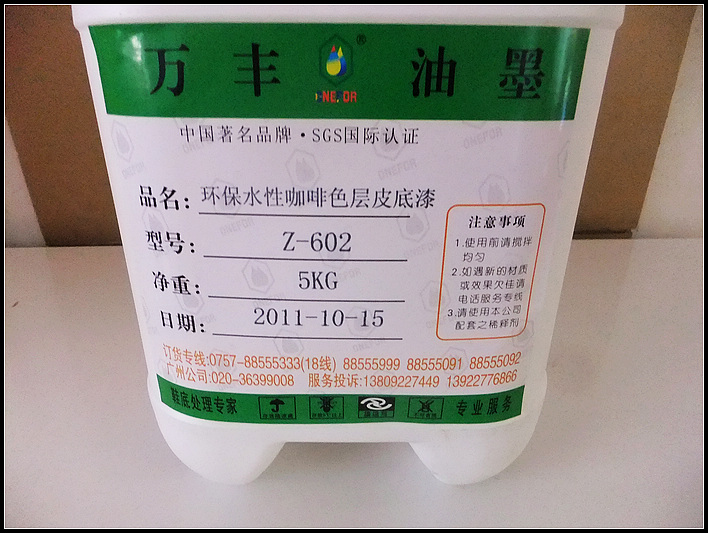 万丰油墨
®
ONEFOR
中国著名品牌·SGS国际认证
品名：环保水性咖啡色层皮底漆
型号：Z-602
净重：5KG
日期：2011-10-15
注意事项
1.使用前请搅拌
均匀
2.如遇新的材质
或效果欠佳请
电话服务专线
3.请使用本公司
配套之稀释剂
订货专线:0757-88555333(18线) 88555999 88555091 88555092
广州公司:020-36399008 服务投诉:13809227449 13922776866
鞋底处理专家 专业服务